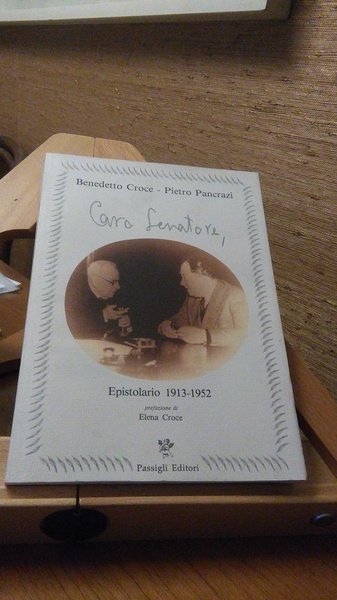 Benedetto Croce - Pietro Pancrazi
Caro Senatore,
Epistolario 1913-1952
prefazione di
Elena Croce
Passigli Editori